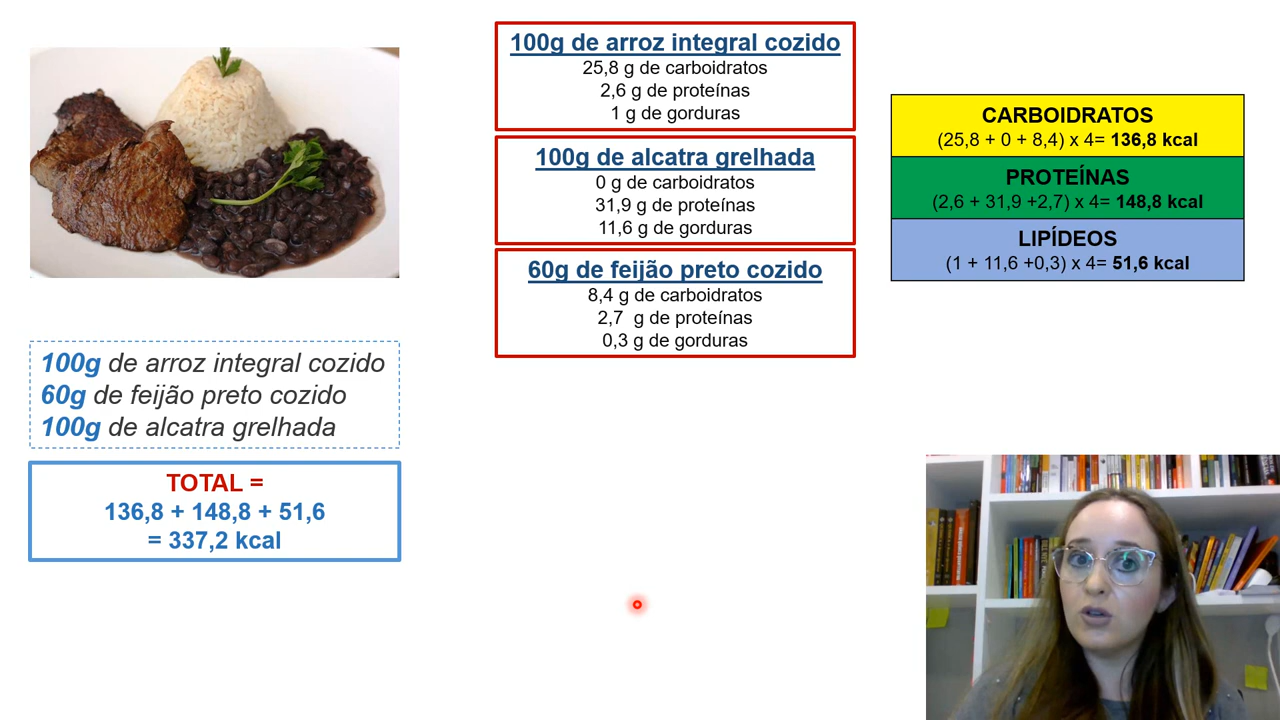 100g de arroz integral cozido
25,8 g de carboidratos
2,6 g de proteínas
1 g de gorduras
100g de alcatra grelhada
0 g de carboidratos
31,9 g de proteínas
11,6 g de gorduras
60g de feijão preto cozido
8,4 g de carboidratos
2,7 g de proteínas
0,3 g de gorduras
CARBOIDRATOS
(25,8 + 0 + 8,4) x 4= 136,8 kcal
PROTEÍNAS
(2,6 + 31,9 +2,7) x 4= 148,8 kcal
LIPÍDEOS
(1 + 11,6 +0,3) x 4= 51,6 kcal
100g de arroz integral cozido
60g de feijão preto cozido
100g de alcatra grelhada
TOTAL =
136,8 + 148,8 + 51,6
= 337,2 kcal